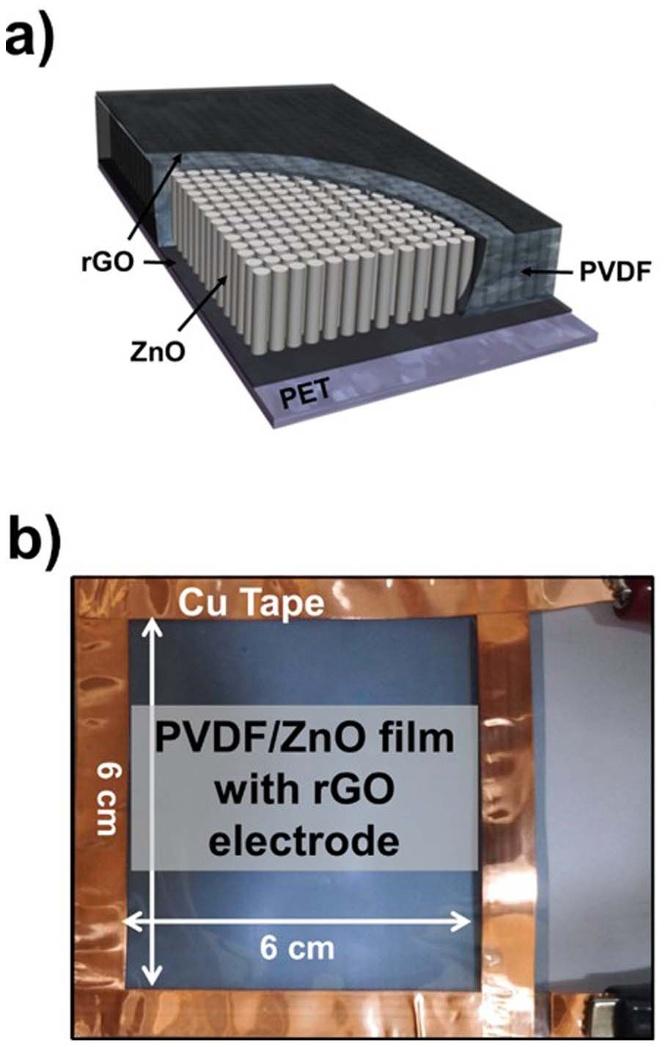 a)
rGO
PVDF
ZnO
PET
b)
Cu Tape
PVDF/ZnO film
with rGO
electrode
6 cm
6 cm